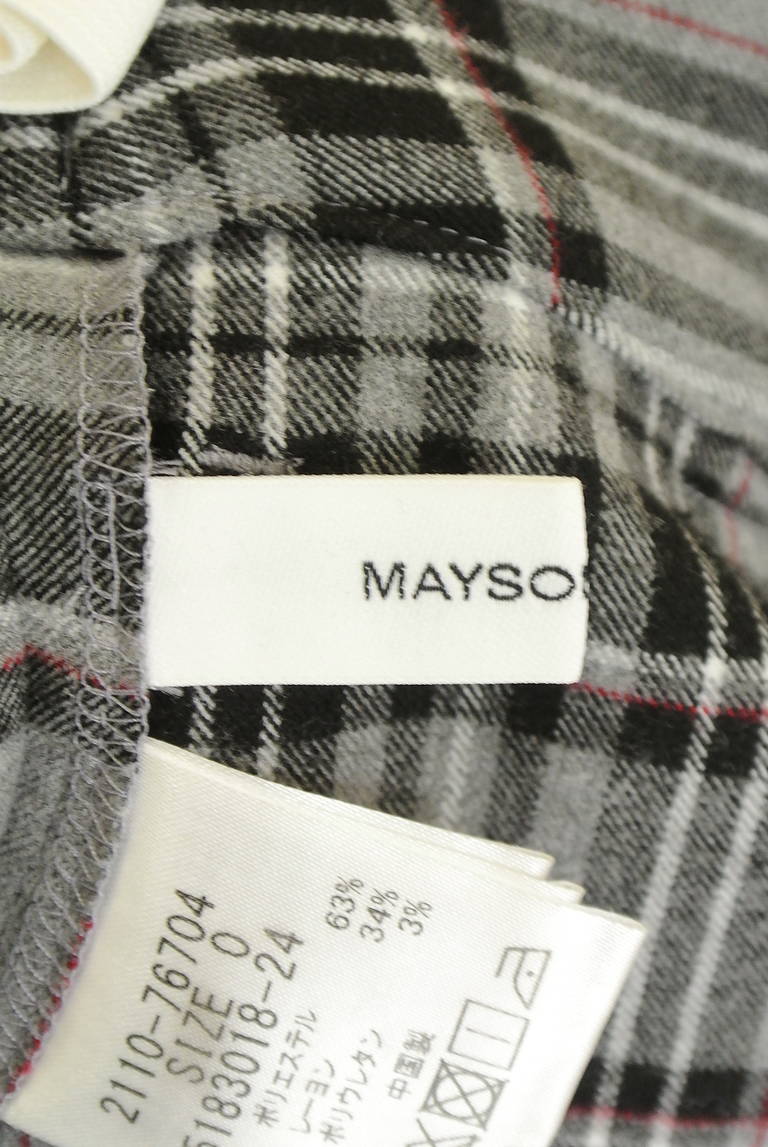 MAYSO
2110-76704
SIZE 0
5183018-24
ポリエステル 63%
レーヨン 34%
ポリウレタン 3%
中国製